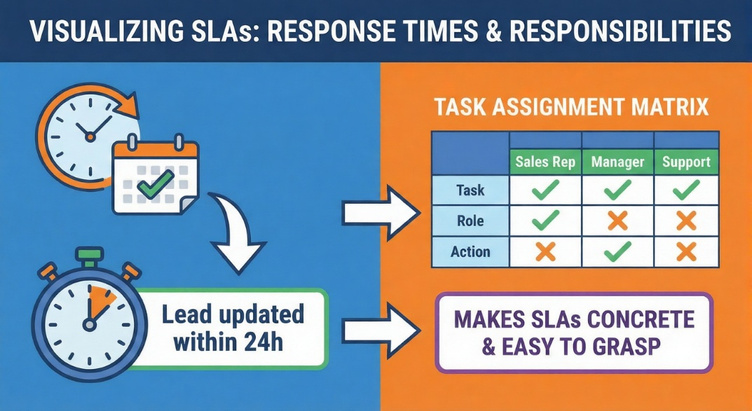 VISUALIZING SLAs: RESPONSE TIMES & RESPONSIBILITIES
TASK ASSIGNMENT MATRIX
Sales Rep Manager Support
Task
Role
Action
Lead updated
within 24h
MAKES SLAs CONCRETE
& EASY TO GRASP